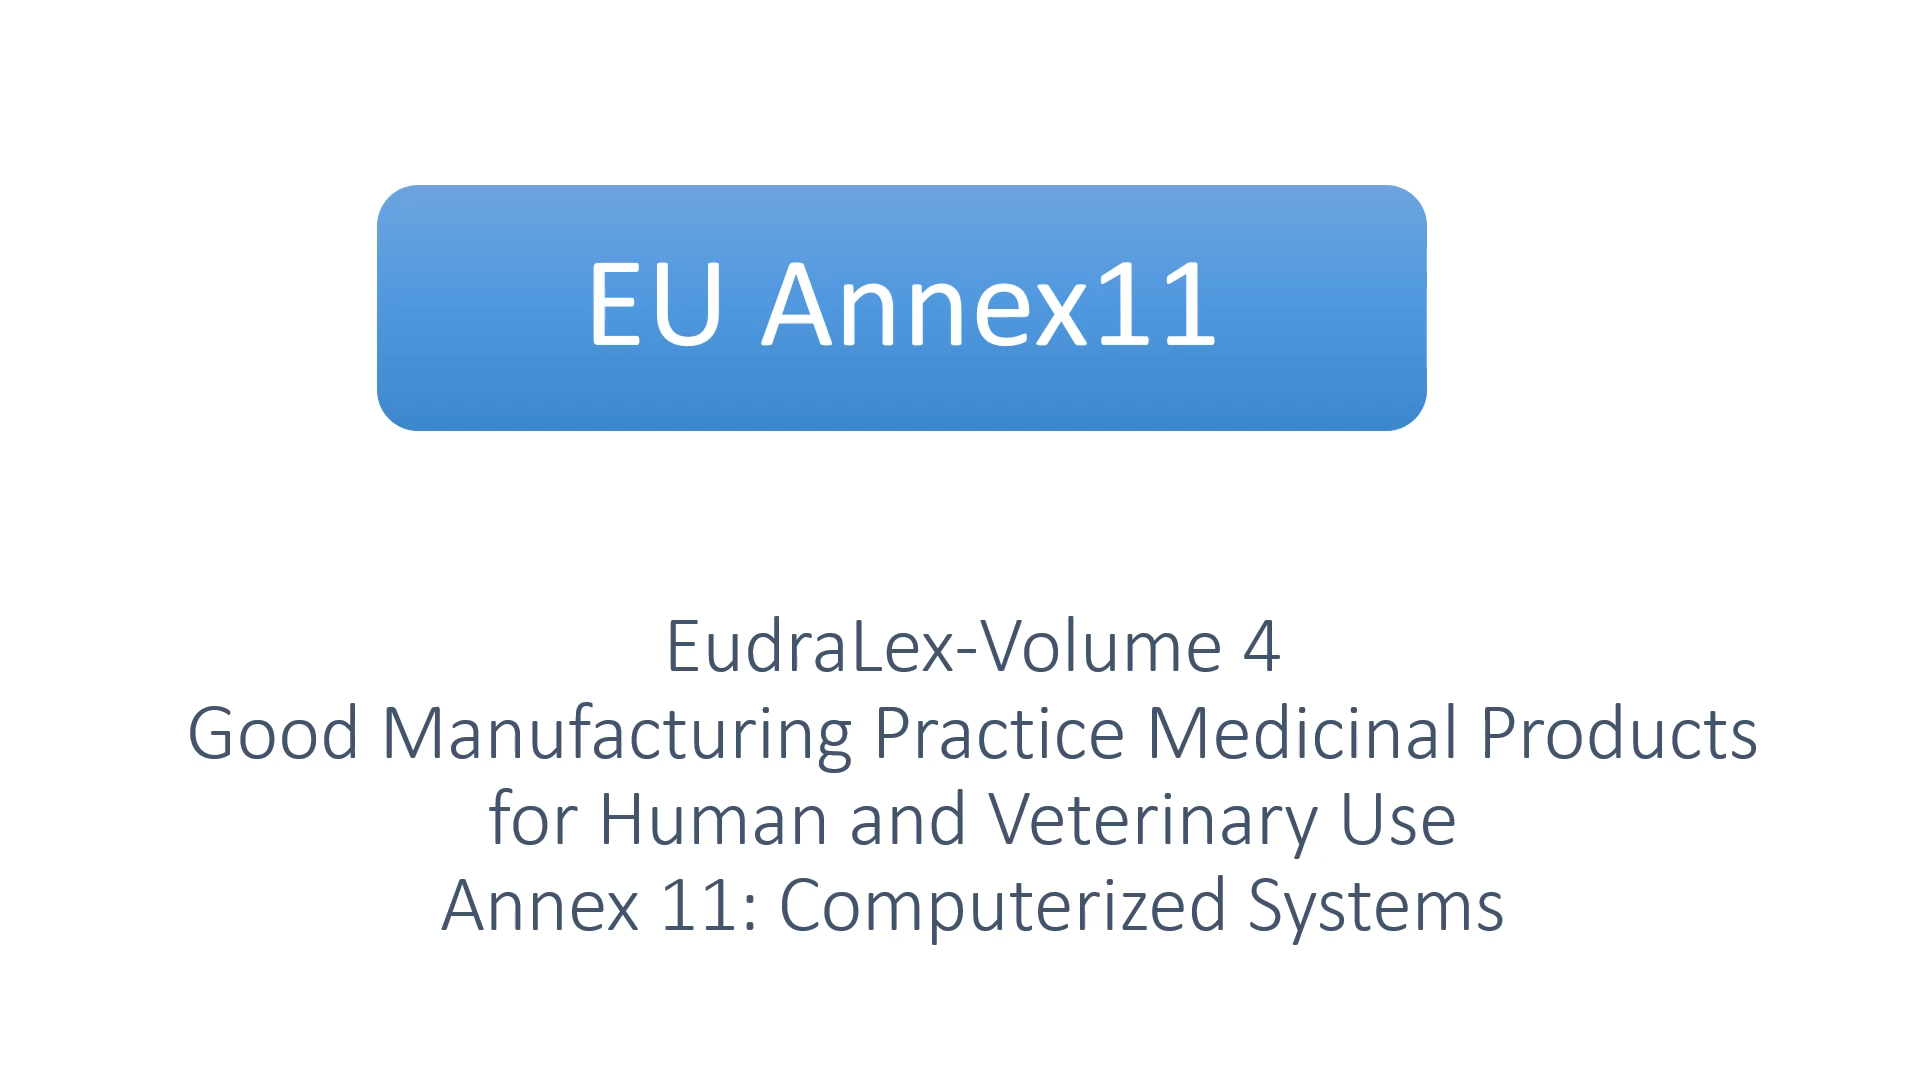 EU Annex11
EudraLex-Volume 4
Good Manufacturing Practice Medicinal Products
for Human and Veterinary Use
Annex 11: Computerized Systems